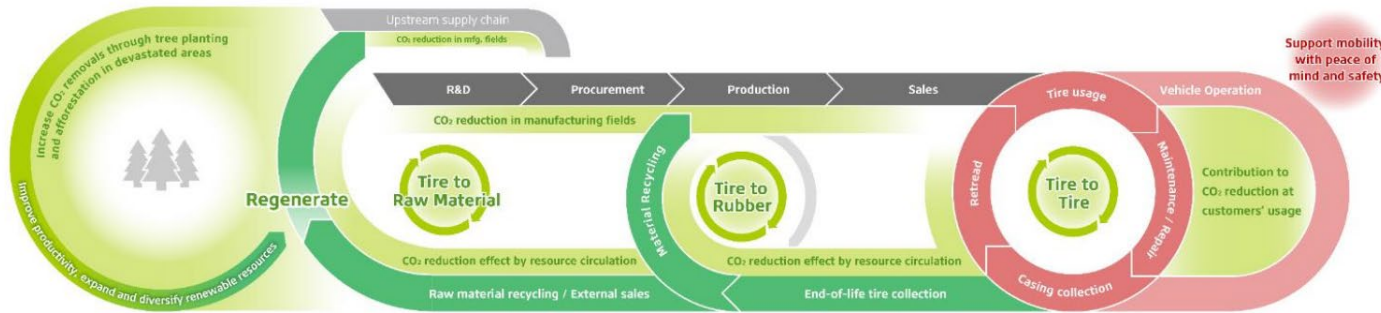 Increase CO₂ removals through tree planting
and afforestation in devastated areas
Improve productivity, expand and diversify renewable resources
Regenerate
Upstream supply chain
CO₂ reduction in mfg. fields
R&D
Procurement
Production
Sales
CO₂ reduction in manufacturing fields
Tire to
Raw Material
Material Recycling
Tire to
Rubber
CO₂ reduction effect by resource circulation
CO₂ reduction effect by resource circulation
Raw material recycling / External sales
End-of-life tire collection
Tire usage
Retread
Tire to
Tire
Maintenance / Repair
Casing collection
Vehicle Operation
Contribution to
CO₂ reduction at
customers' usage
Support mobility
with peace of
mind and safety